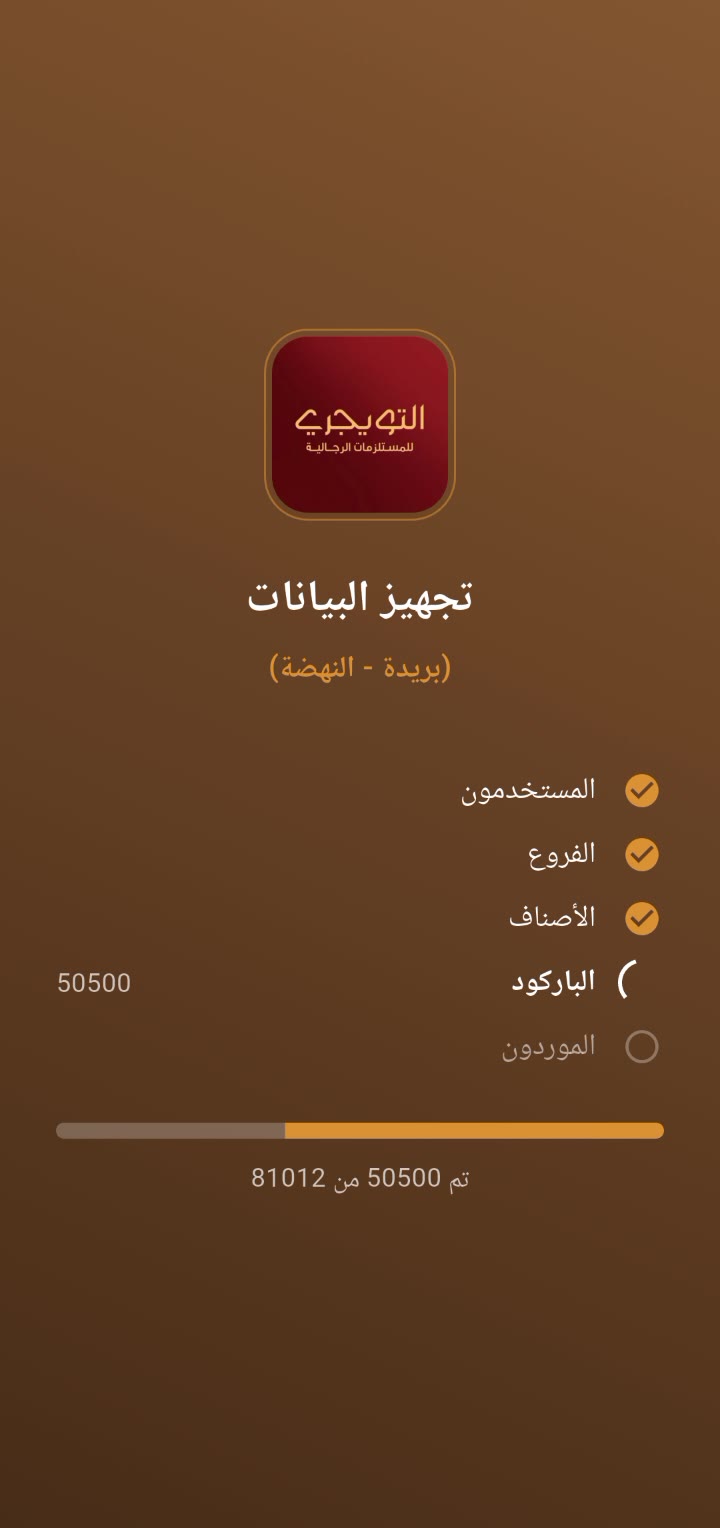 التويجري
للمستلزمات الرجالية
تجهيز البيانات
(بريدة - النهضة)
المستخدمون
الفروع
الأصناف
الباركود 50500
الموردون
تم 50500 من 81012